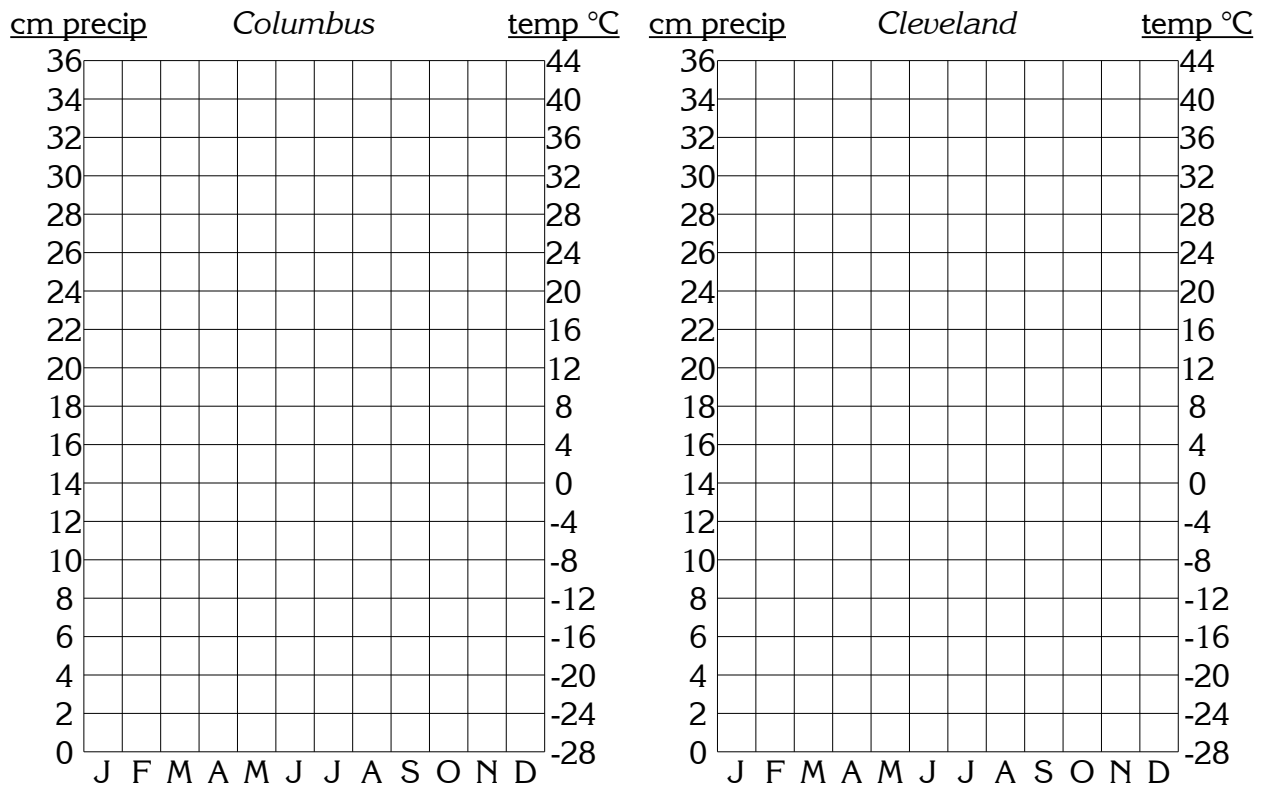 cm precip Columbus temp °C cm precip Cleveland temp °C
36 44 36 44
34 40 34 40
32 36 32 36
30 32 30 32
28 28 28 28
26 24 26 24
24 20 24 20
22 16 22 16
20 12 20 12
18 8 18 8
16 4 16 4
14 0 14 0
12 -4 12 -4
10 -8 10 -8
8 -12 8 -12
6 -16 6 -16
4 -20 4 -20
2 -24 2 -24
0 -28 0 -28
J F M A M J J A S O N D J F M A M J J A S O N D